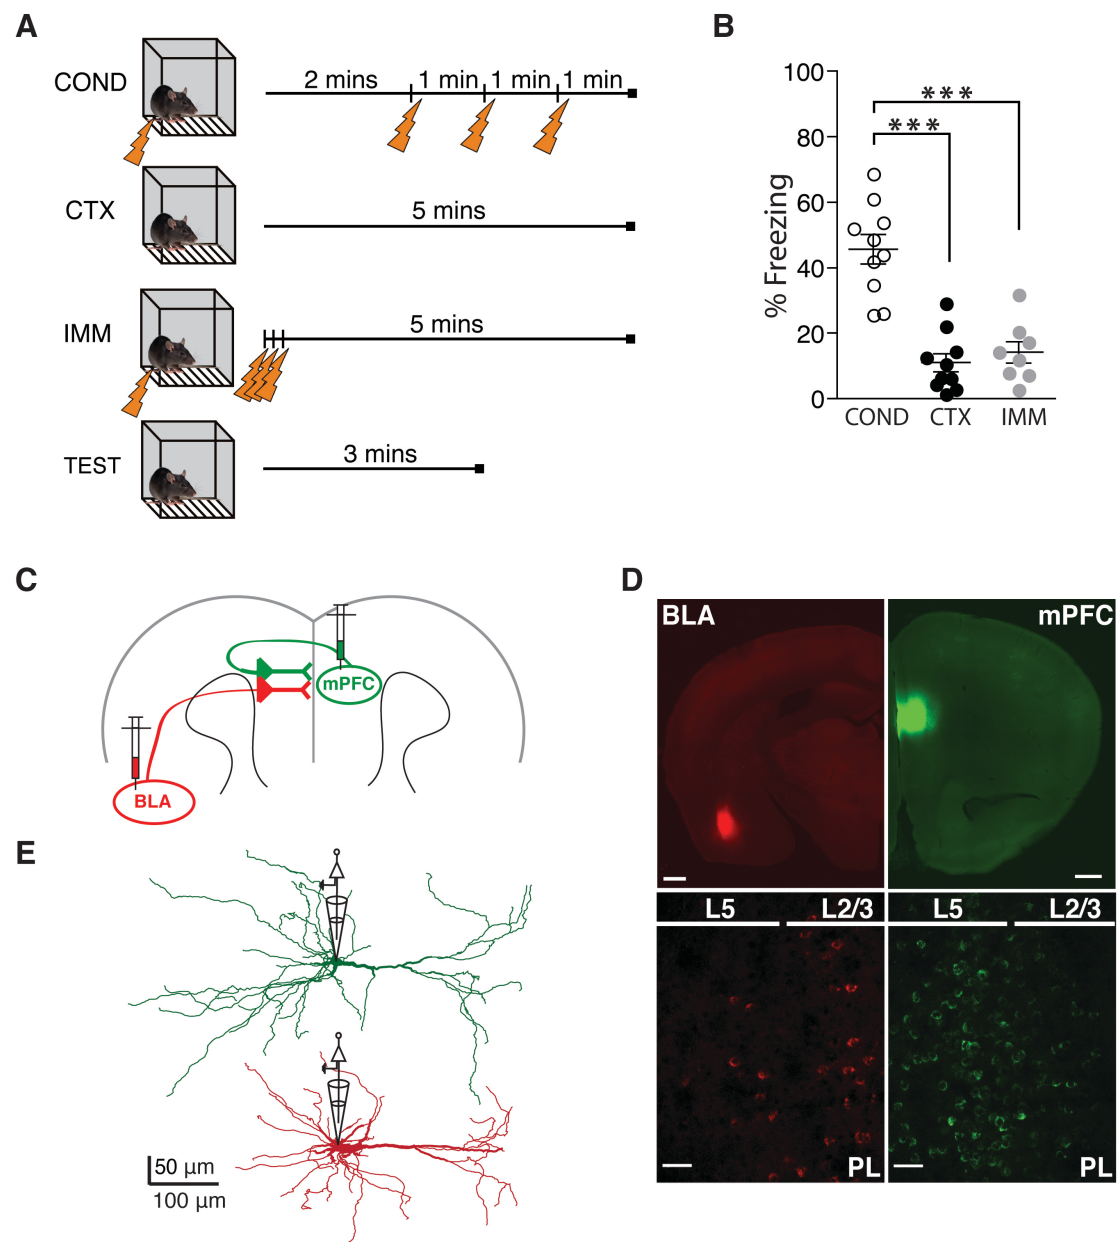 A
COND
2 mins
1 min
1 min
1 min
CTX
5 mins
IMM
5 mins
TEST
3 mins
B
100
80
60
40
20
0
% Freezing
***
***
COND
CTX
IMM
C
mPFC
BLA
D
BLA
mPFC
L5
L2/3
L5
L2/3
PL
PL
E
50 µm
100 µm